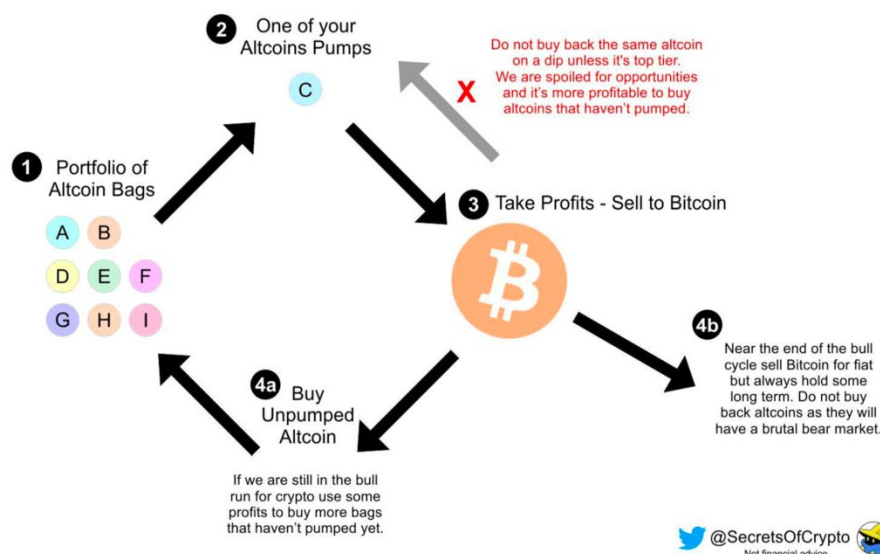 2
One of your
Altcoins Pumps
C
Do not buy back the same altcoin
on a dip unless it's top tier.
We are spoiled for opportunities
and it's more profitable to buy
altcoins that haven't pumped.
X
1
Portfolio of
Altcoin Bags
A B
D E F
G H I
3
Take Profits - Sell to Bitcoin
₿
4a
Buy
Unpumped
Altcoin
If we are still in the bull
run for crypto use some
profits to buy more bags
that haven't pumped yet.
4b
Near the end of the bull
cycle sell Bitcoin for fiat
but always hold some
long term. Do not buy
back altcoins as they will
have a brutal bear market.
@SecretsOfCrypto
Not financial advice